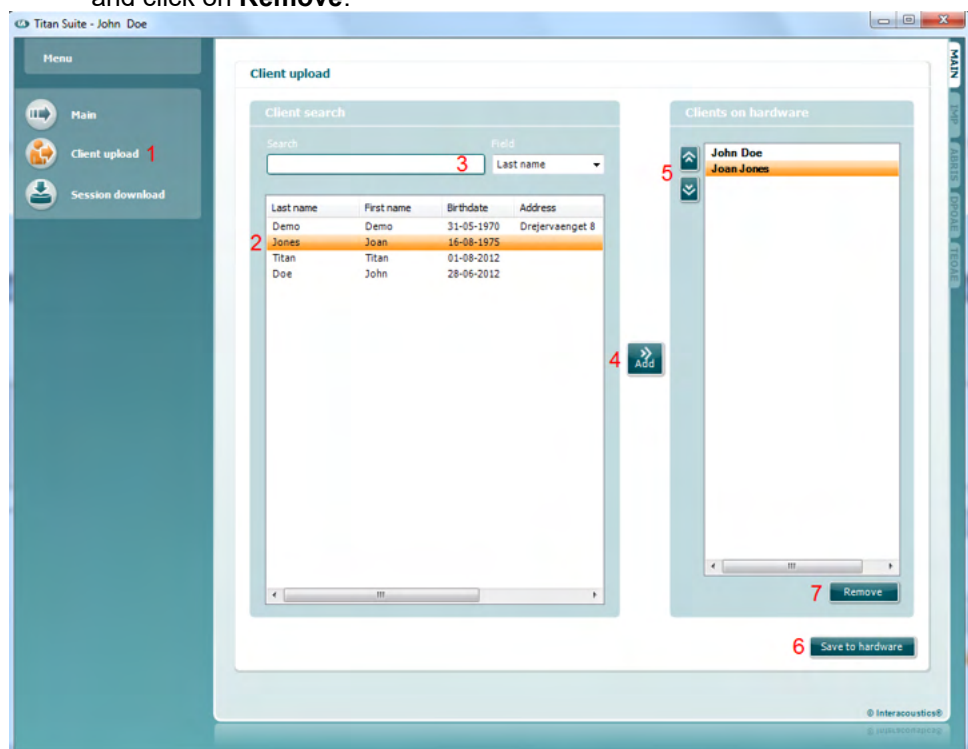 and click on Remove.
Titan Suite - John Doe
Menu
Main
Client upload 1
Session download
Client upload
Client search
Search
Field
3
Last name
Last name First name Birthdate Address
Demo Demo 31-05-1970 Drejervaenget 8
2 Jones Joan 16-08-1975
Titan Titan 01-08-2012
Doe John 28-06-2012
4 Add
Clients on hardware
5
John Doe
Joan Jones
7 Remove
6 Save to hardware
© Interacoustics®
MAIN
IMP
ABRIS
DPOAE
TEOAE